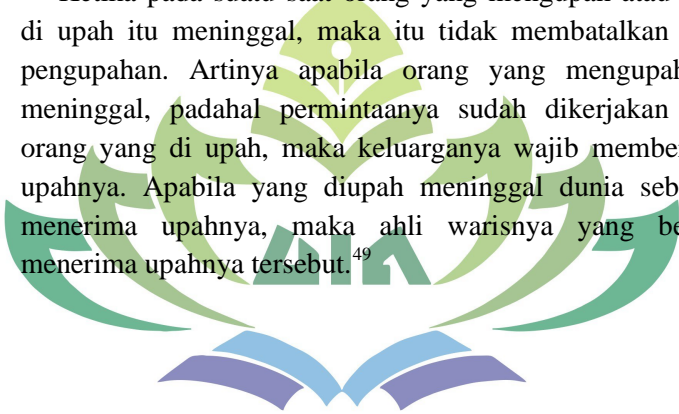 Ketika pada suatu saat orang yang mengupah atau
di upah itu meninggal, maka itu tidak membatalkan
pengupahan. Artinya apabila orang yang mengupah
meninggal, padahal permintaanya sudah dikerjakan
orang yang di upah, maka keluarganya wajib member
upahnya. Apabila yang diupah meninggal dunia seb
menerima upahnya, maka ahli warisnya yang be
menerima upahnya tersebut.49